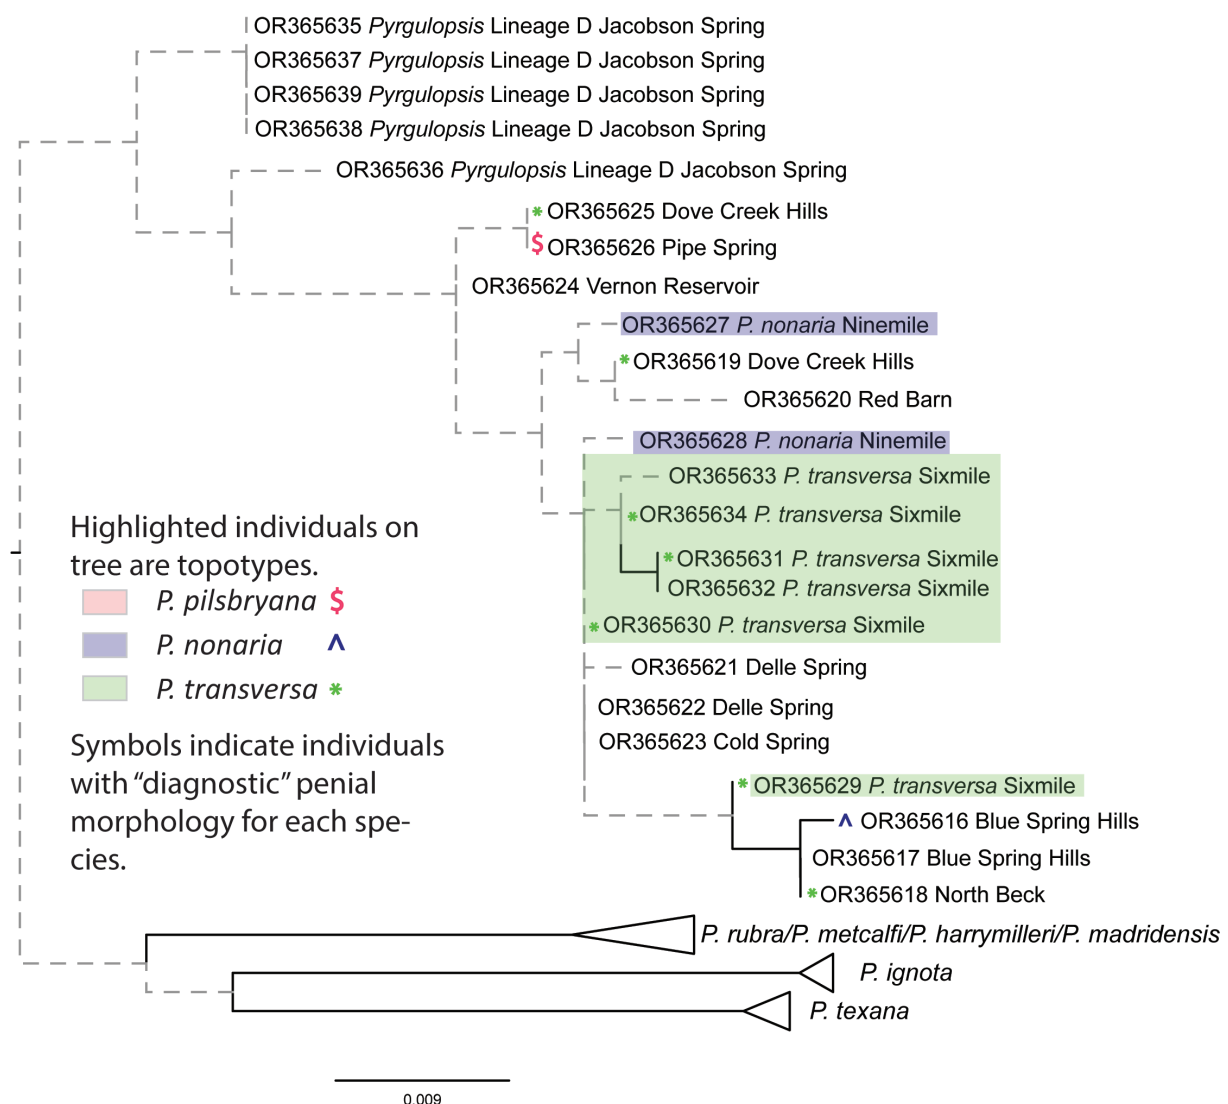 OR365635 Pyrgulopsis Lineage D Jacobson Spring
OR365637 Pyrgulopsis Lineage D Jacobson Spring
OR365639 Pyrgulopsis Lineage D Jacobson Spring
OR365638 Pyrgulopsis Lineage D Jacobson Spring
OR365636 Pyrgulopsis Lineage D Jacobson Spring
* OR365625 Dove Creek Hills
$ OR365626 Pipe Spring
OR365624 Vernon Reservoir
OR365627 P. nonaria Ninemile
* OR365619 Dove Creek Hills
OR365620 Red Barn
OR365628 P. nonaria Ninemile
OR365633 P. transversa Sixmile
* OR365634 P. transversa Sixmile
* OR365631 P. transversa Sixmile
OR365632 P. transversa Sixmile
* OR365630 P. transversa Sixmile
OR365621 Delle Spring
OR365622 Delle Spring
OR365623 Cold Spring
* OR365629 P. transversa Sixmile
^ OR365616 Blue Spring Hills
OR365617 Blue Spring Hills
* OR365618 North Beck
P. rubra/P. metcalfi/P. harrymilleri/P. madridensis
P. ignota
P. texana
Highlighted individuals on
tree are topotypes.
P. pilsbryana $
P. nonaria ^
P. transversa *
Symbols indicate individuals
with “diagnostic” penial
morphology for each spe-
cies.
0.009